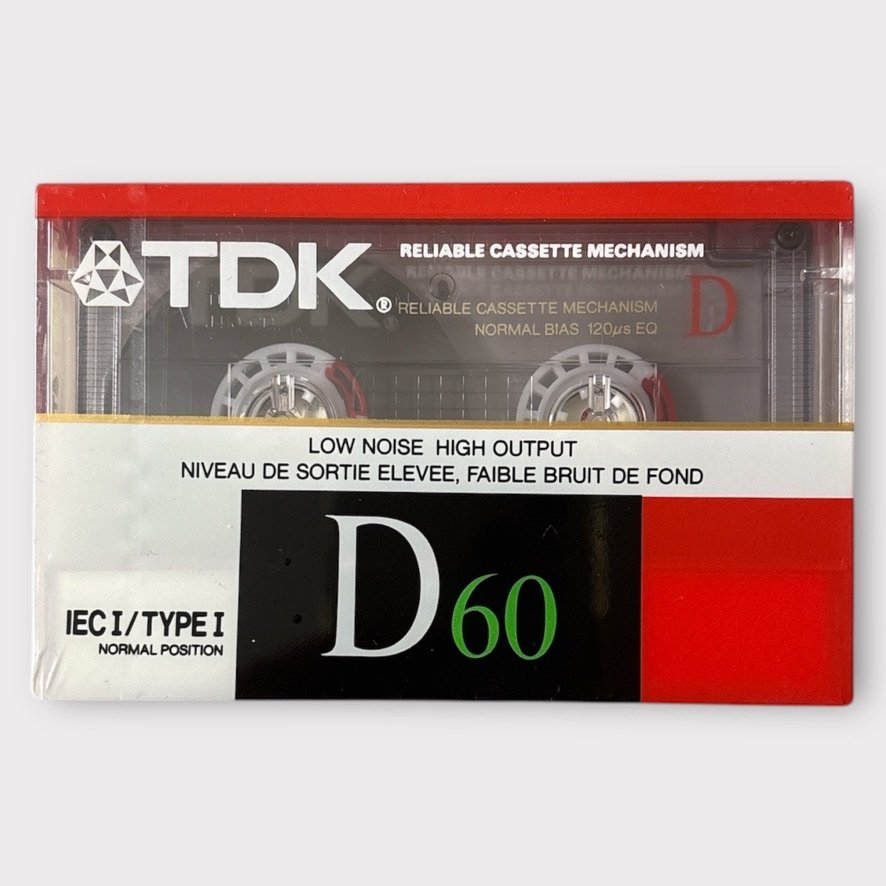 TDK®
RELIABLE CASSETTE MECHANISM
RELIABLE CASSETTE MECHANISM
NORMAL BIAS 120µs EQ
D
LOW NOISE HIGH OUTPUT
NIVEAU DE SORTIE ELEVEE, FAIBLE BRUIT DE FOND
D60
IEC I/TYPE I
NORMAL POSITION